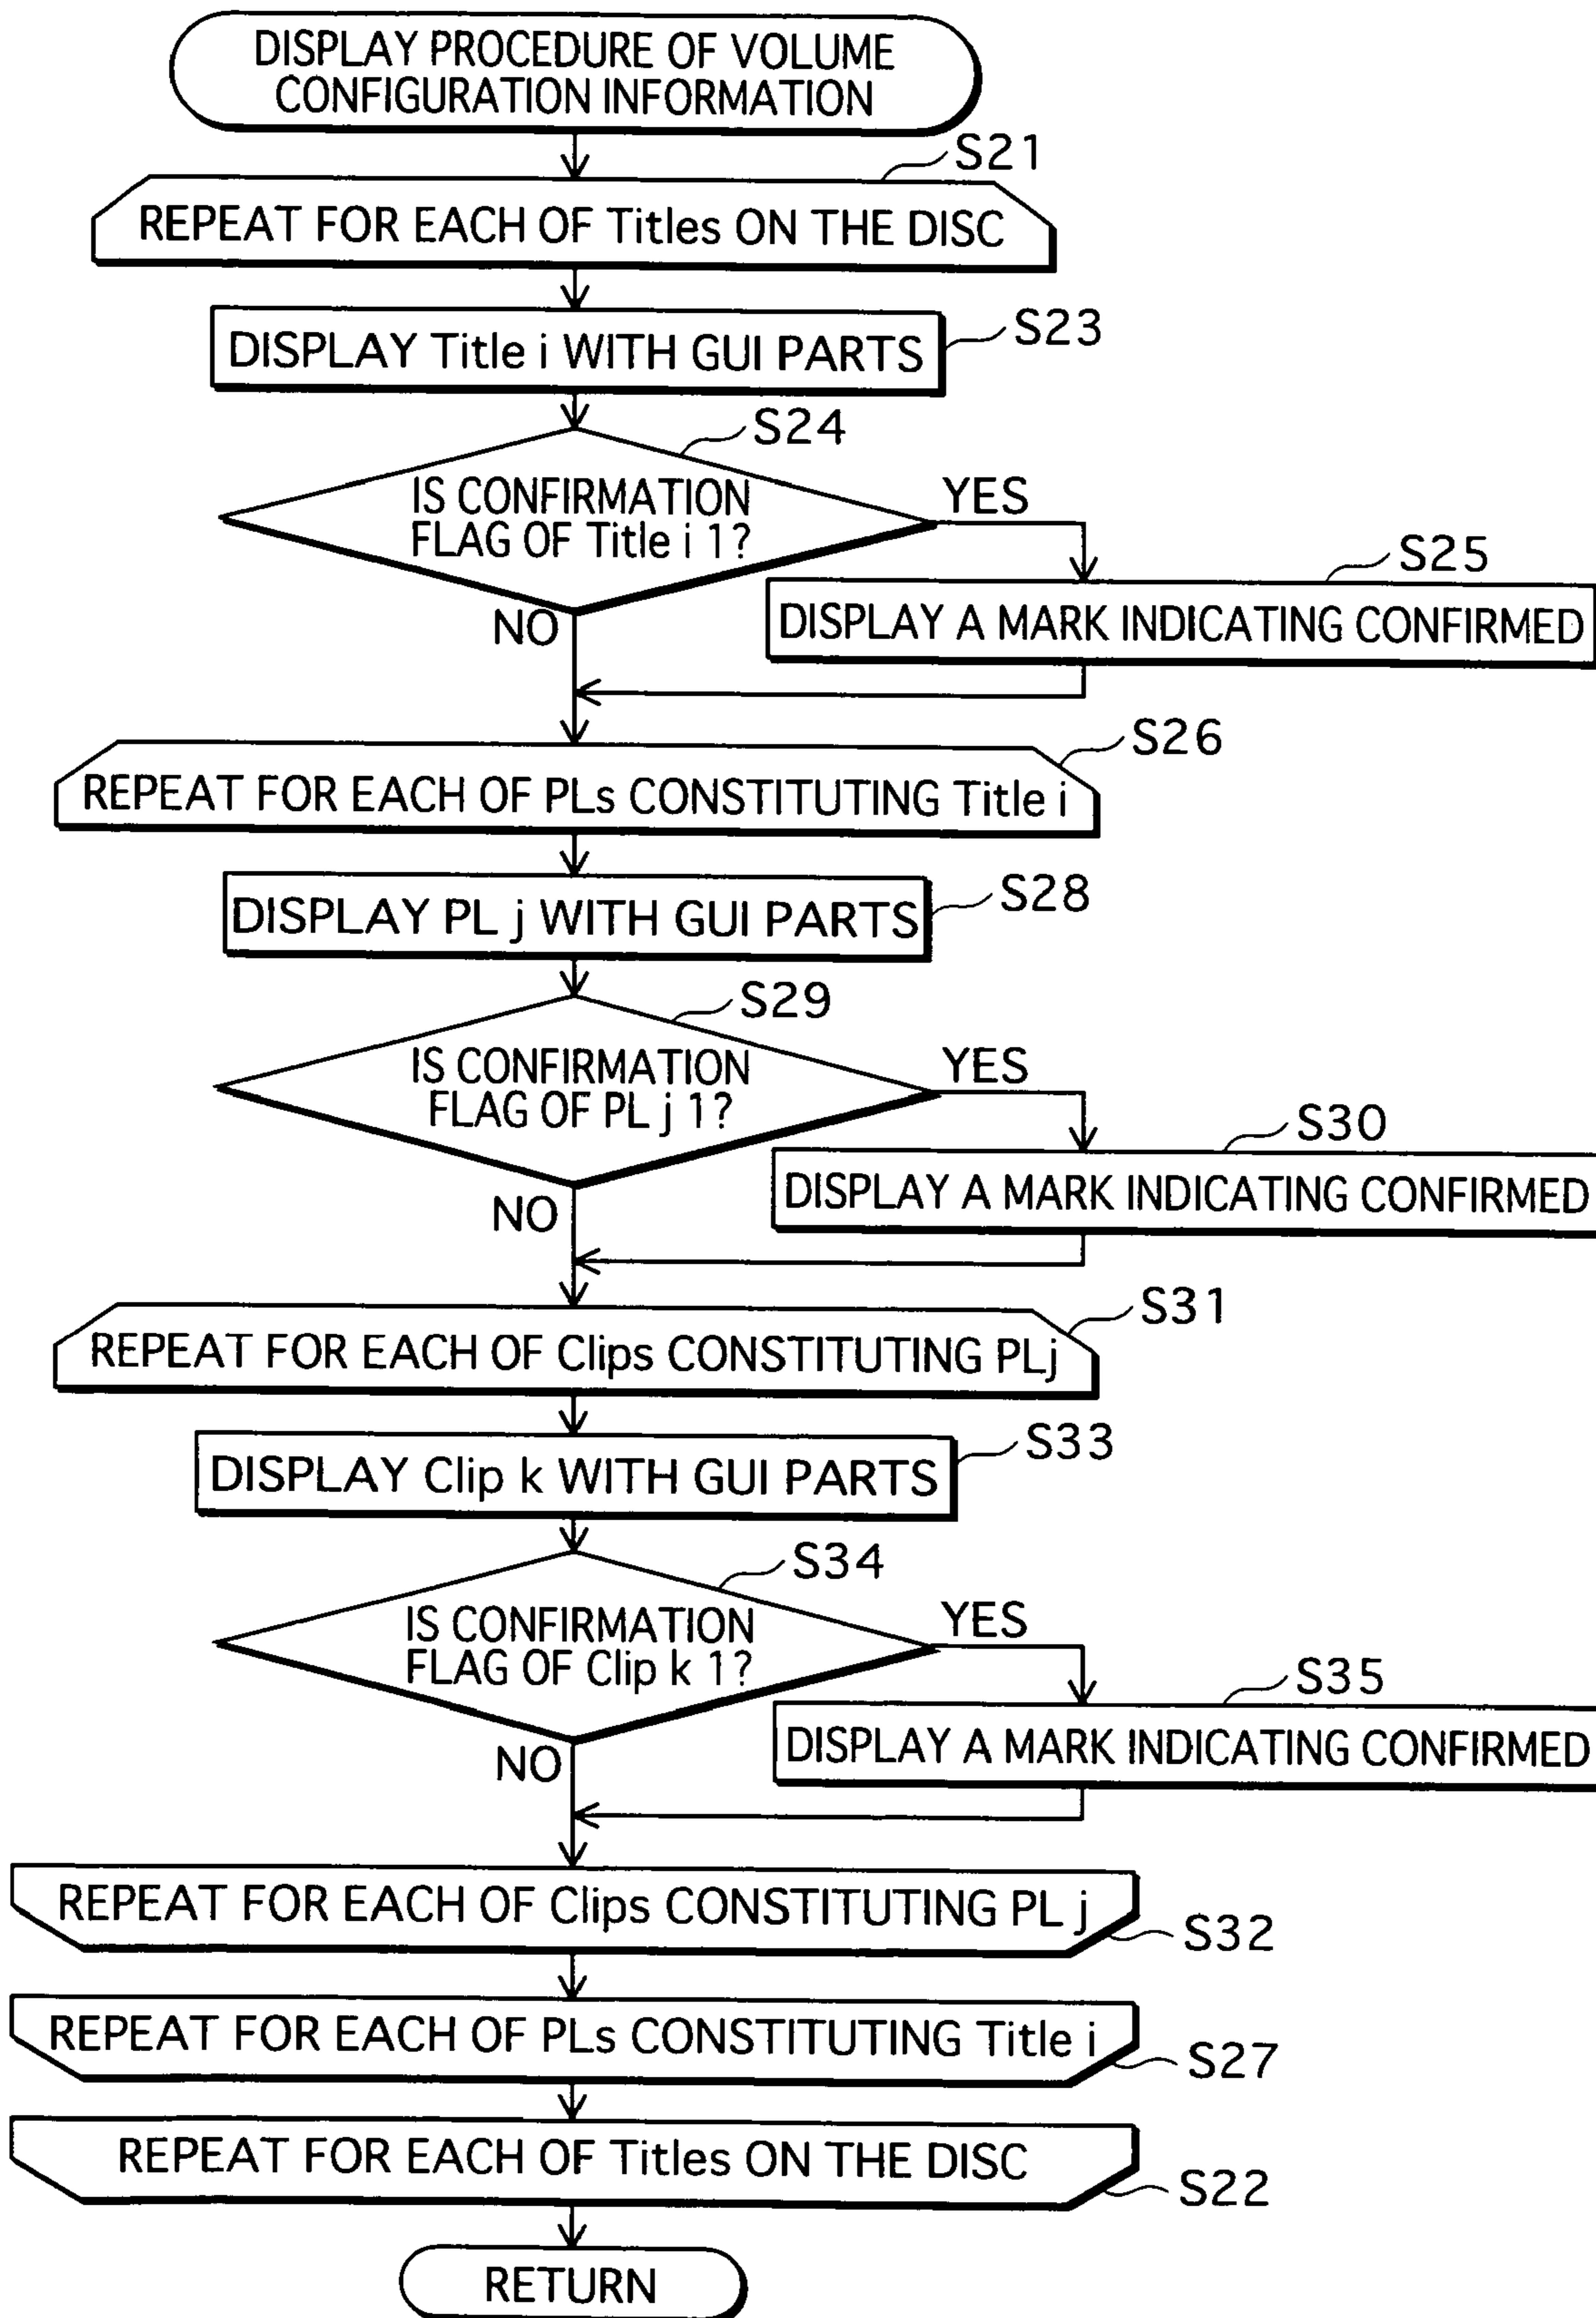 DISPLAY PROCEDURE OF VOLUME
CONFIGURATION INFORMATION
S21
REPEAT FOR EACH OF Titles ON THE DISC
S23
DISPLAY Title i WITH GUI PARTS
S24
IS CONFIRMATION
FLAG OF Title i 1?
YES
S25
DISPLAY A MARK INDICATING CONFIRMED
NO
S26
REPEAT FOR EACH OF PLs CONSTITUTING Title i
S28
DISPLAY PL j WITH GUI PARTS
S29
IS CONFIRMATION
FLAG OF PL j 1?
YES
S30
DISPLAY A MARK INDICATING CONFIRMED
NO
S31
REPEAT FOR EACH OF Clips CONSTITUTING PLj
S33
DISPLAY Clip k WITH GUI PARTS
S34
IS CONFIRMATION
FLAG OF Clip k 1?
YES
S35
DISPLAY A MARK INDICATING CONFIRMED
NO
REPEAT FOR EACH OF Clips CONSTITUTING PL j
S32
REPEAT FOR EACH OF PLs CONSTITUTING Title i
S27
REPEAT FOR EACH OF Titles ON THE DISC
S22
RETURN